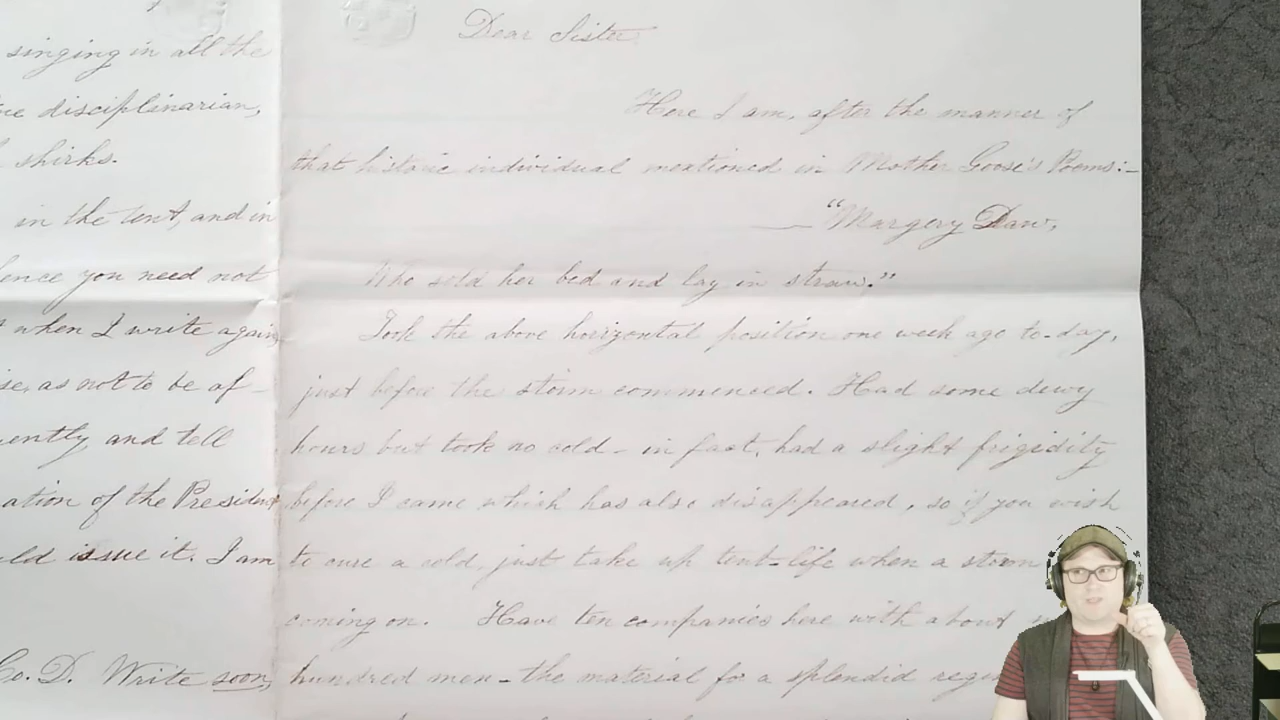 singing in all the
disciplinarian,
shirks.
in the tent, and in
you need not
when I write again
as not to be af-
and tell
ation of the President
issue it. I am
Co. D. Write soon,
Dear Sister
Here I am, after the manner of
that historic individual mentioned in Mother Goose's Poems:-
"Margery Daw,
Who sold her bed and lay in straw."
Took the above horizontal position one week ago to-day,
just before the storm commenced. Had some dewy
hours but took no cold - in fact, had a slight frigidity
before I came which has also disappeared, so if you wish
to cure a cold, just take up tent-life when a storm
coming on. Have ten companies here with about
hundred men - the material for a splendid